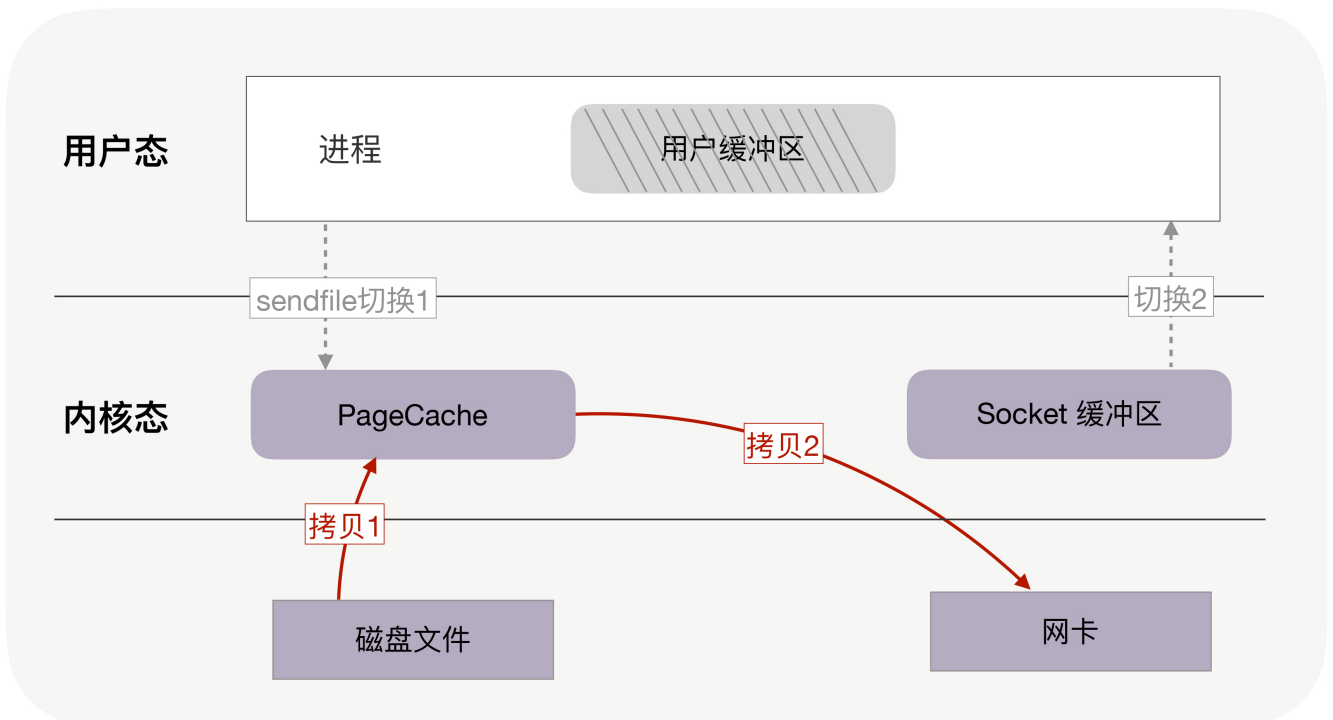 用户态
进程
用户缓冲区
sendfile切换1
切换2
内核态
PageCache
Socket 缓冲区
拷贝2
拷贝1
磁盘文件
网卡